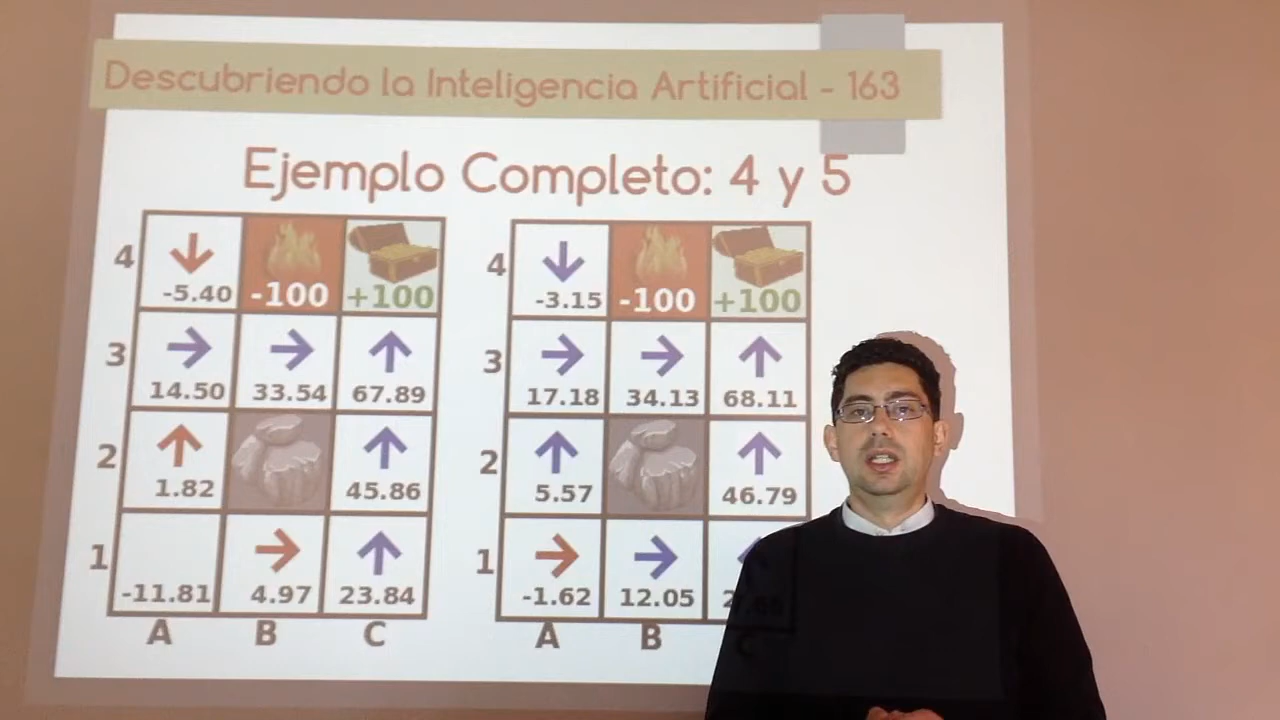 Descubriendo la Inteligencia Artificial - 163
Ejemplo Completo: 4 y 5
4 -5.40 -100 +100
3 14.50 33.54 67.89
2 1.82 45.86
1 -11.81 4.97 23.84
A B C
4 -3.15 -100 +100
3 17.18 34.13 68.11
2 5.57 46.79
1 -1.62 12.05
A B C